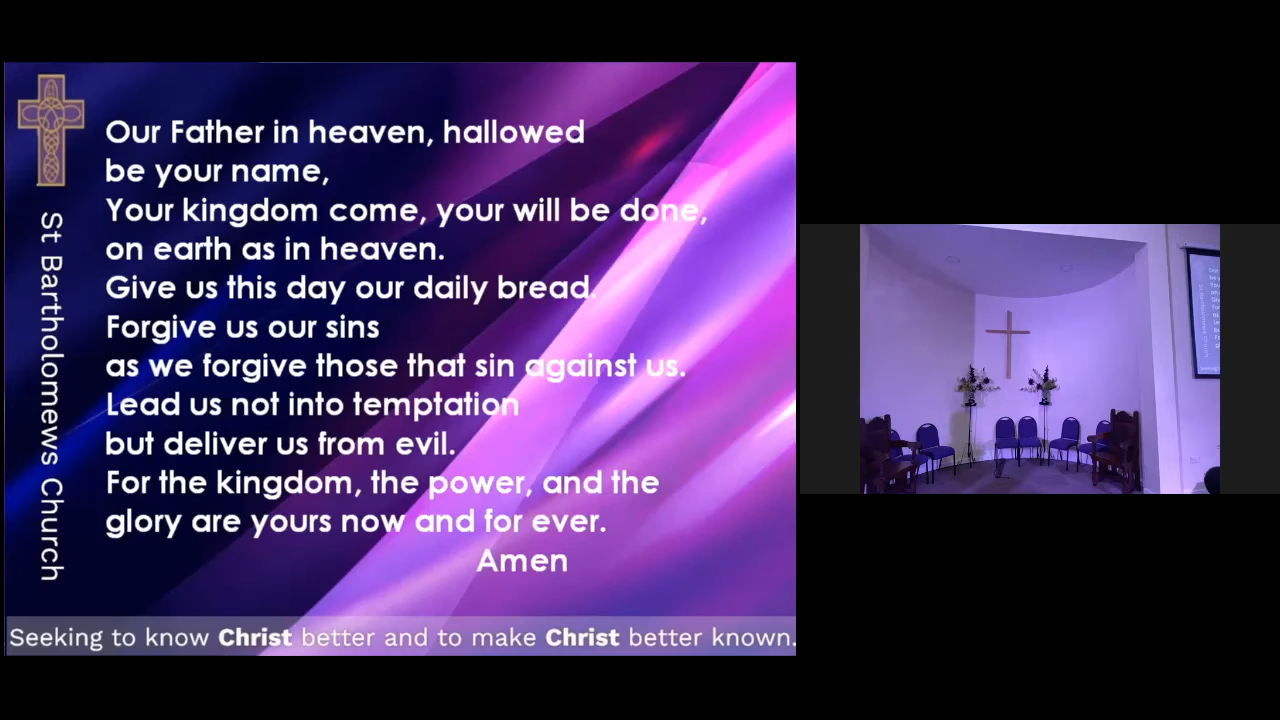 Our Father in heaven, hallowed
be your name,
Your kingdom come, your will be done,
on earth as in heaven.
Give us this day our daily bread.
Forgive us our sins
as we forgive those that sin against us.
Lead us not into temptation
but deliver us from evil.
For the kingdom, the power, and the
glory are yours now and for ever.
Amen
St Bartholomews Church
Seeking to know Christ better and to make Christ better known.